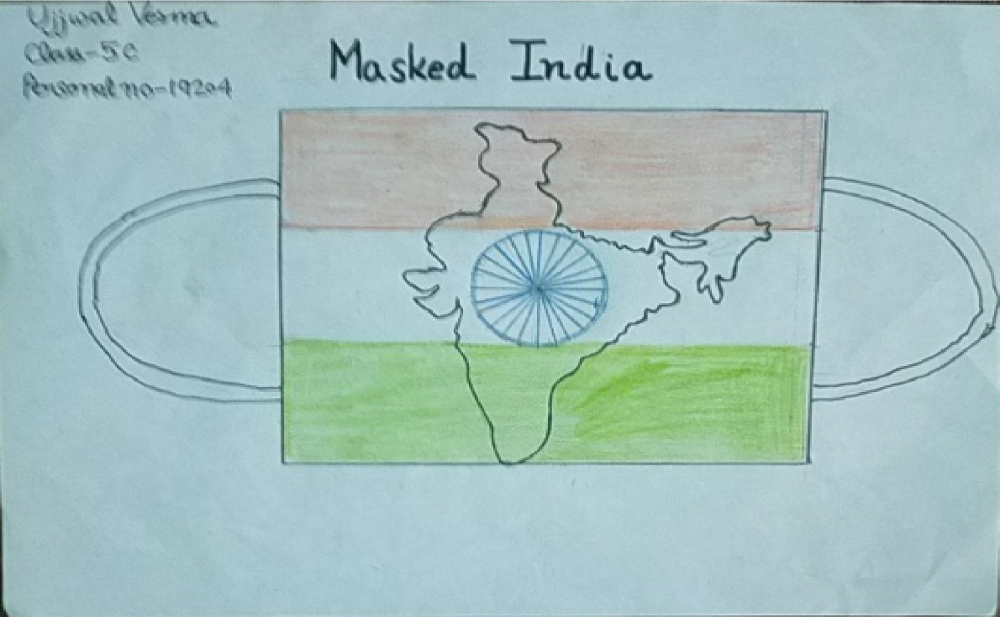 Ujjwal Verma
Class-5C
Personal no-19204
Masked India